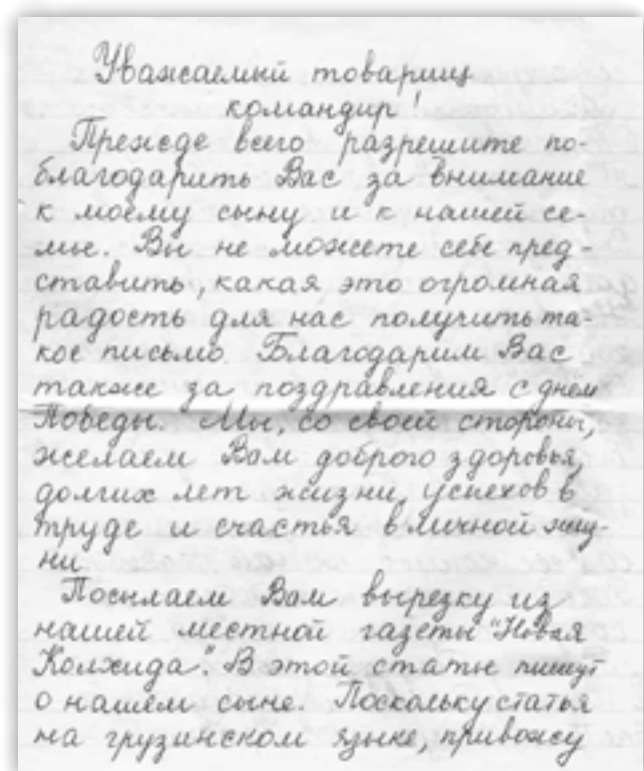 Уважаемый товарищ
командир!
Прежде всего разрешите по-
благодарить Вас за внимание
к моему сыну и к нашей се-
мье. Вы не можете себе пред-
ставить, какая это огромная
радость для нас получить та-
кое письмо. Благодарим Вас
также за поздравления с днём
Победы. Мы, со своей стороны,
желаем Вам доброго здоровья,
долгих лет жизни, успехов в
труде и счастья в личной жиз-
ни.
Посылаем Вам вырезку из
нашей местной газеты "Новая
Колхида". В этой статье пишут
о нашем сыне. Поскольку статья
на грузинском языке, привожу